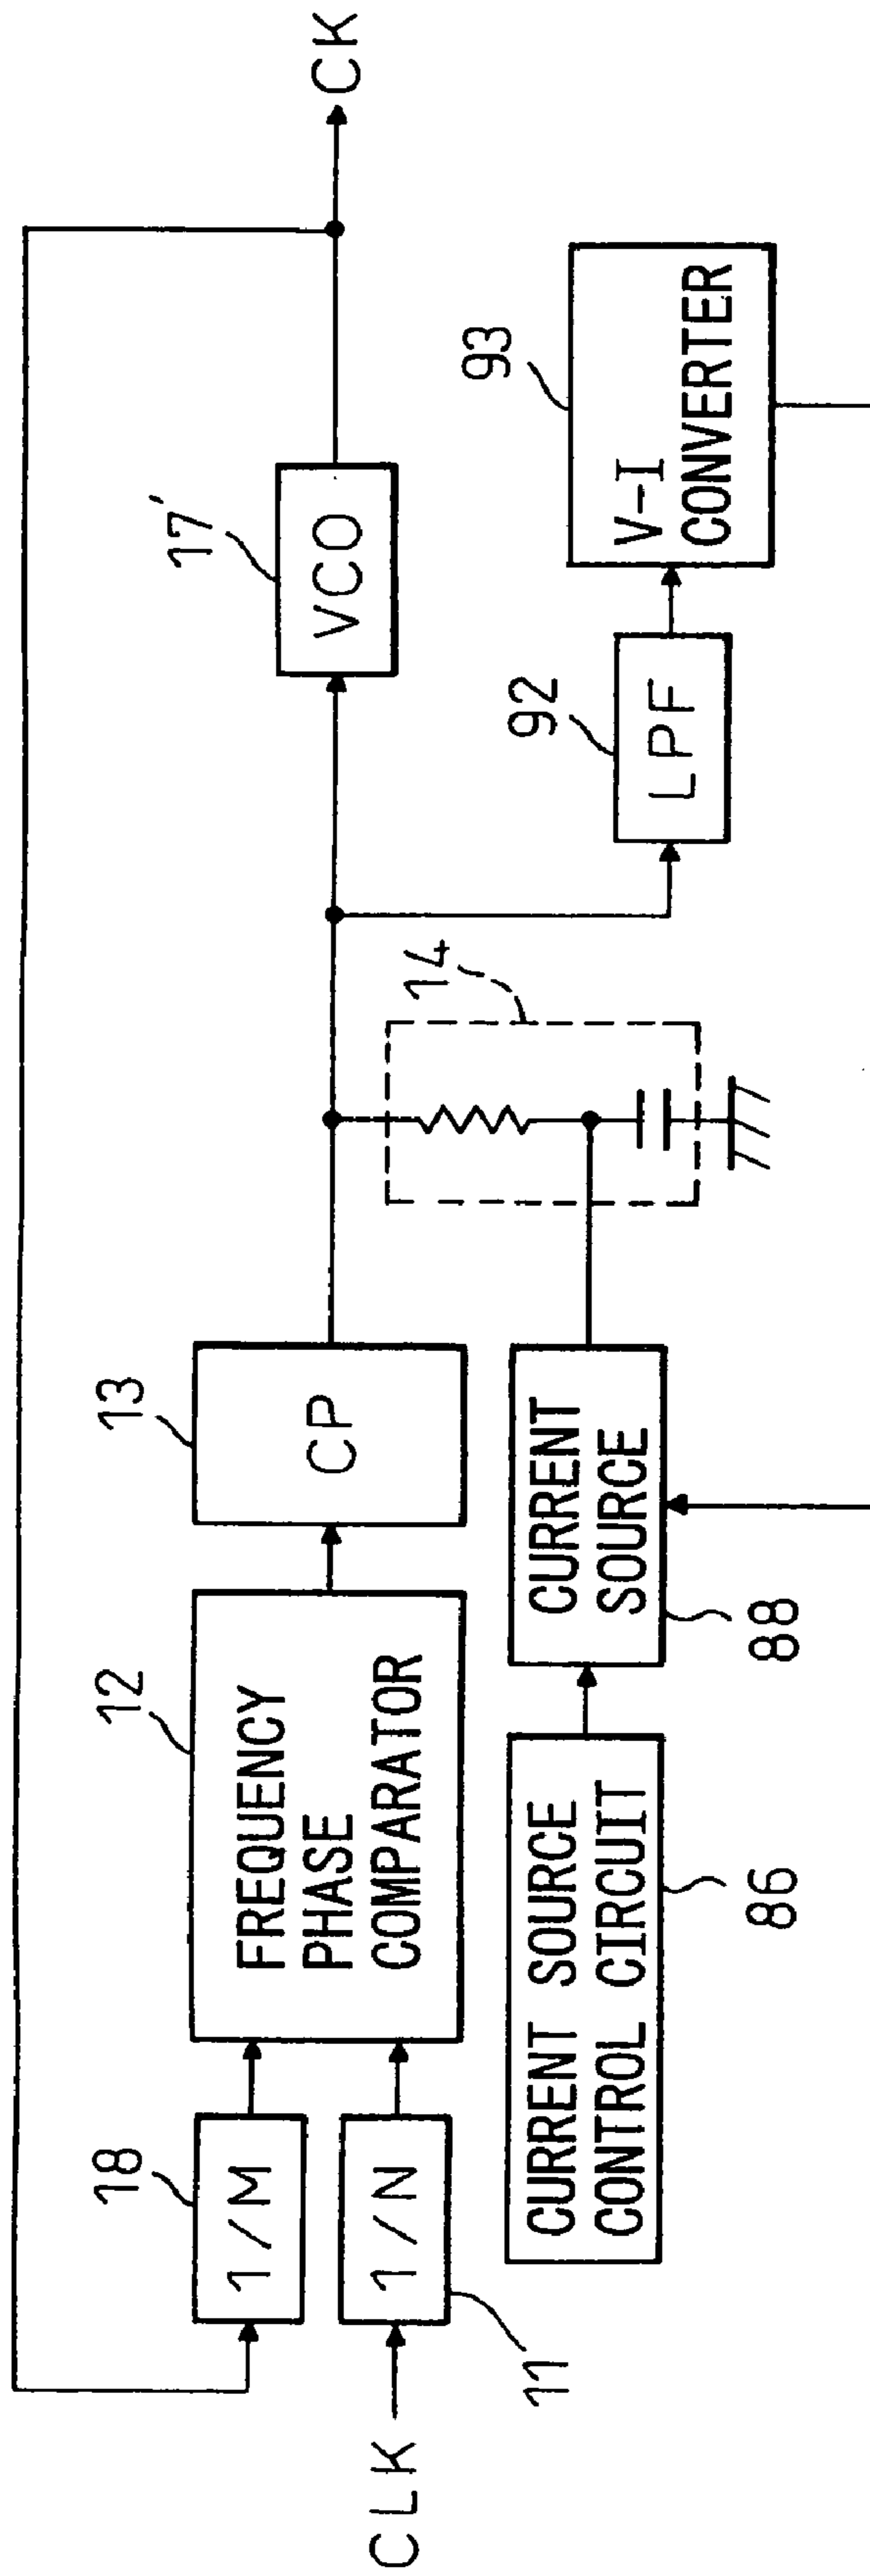 CLK
18
1/M
1/N
11
12
FREQUENCY
PHASE
COMPARATOR
13
CP
14
17'
VCO
CK
CURRENT SOURCE
CONTROL CIRCUIT
86
CURRENT
SOURCE
88
92
LPF
93
V-I
CONVERTER